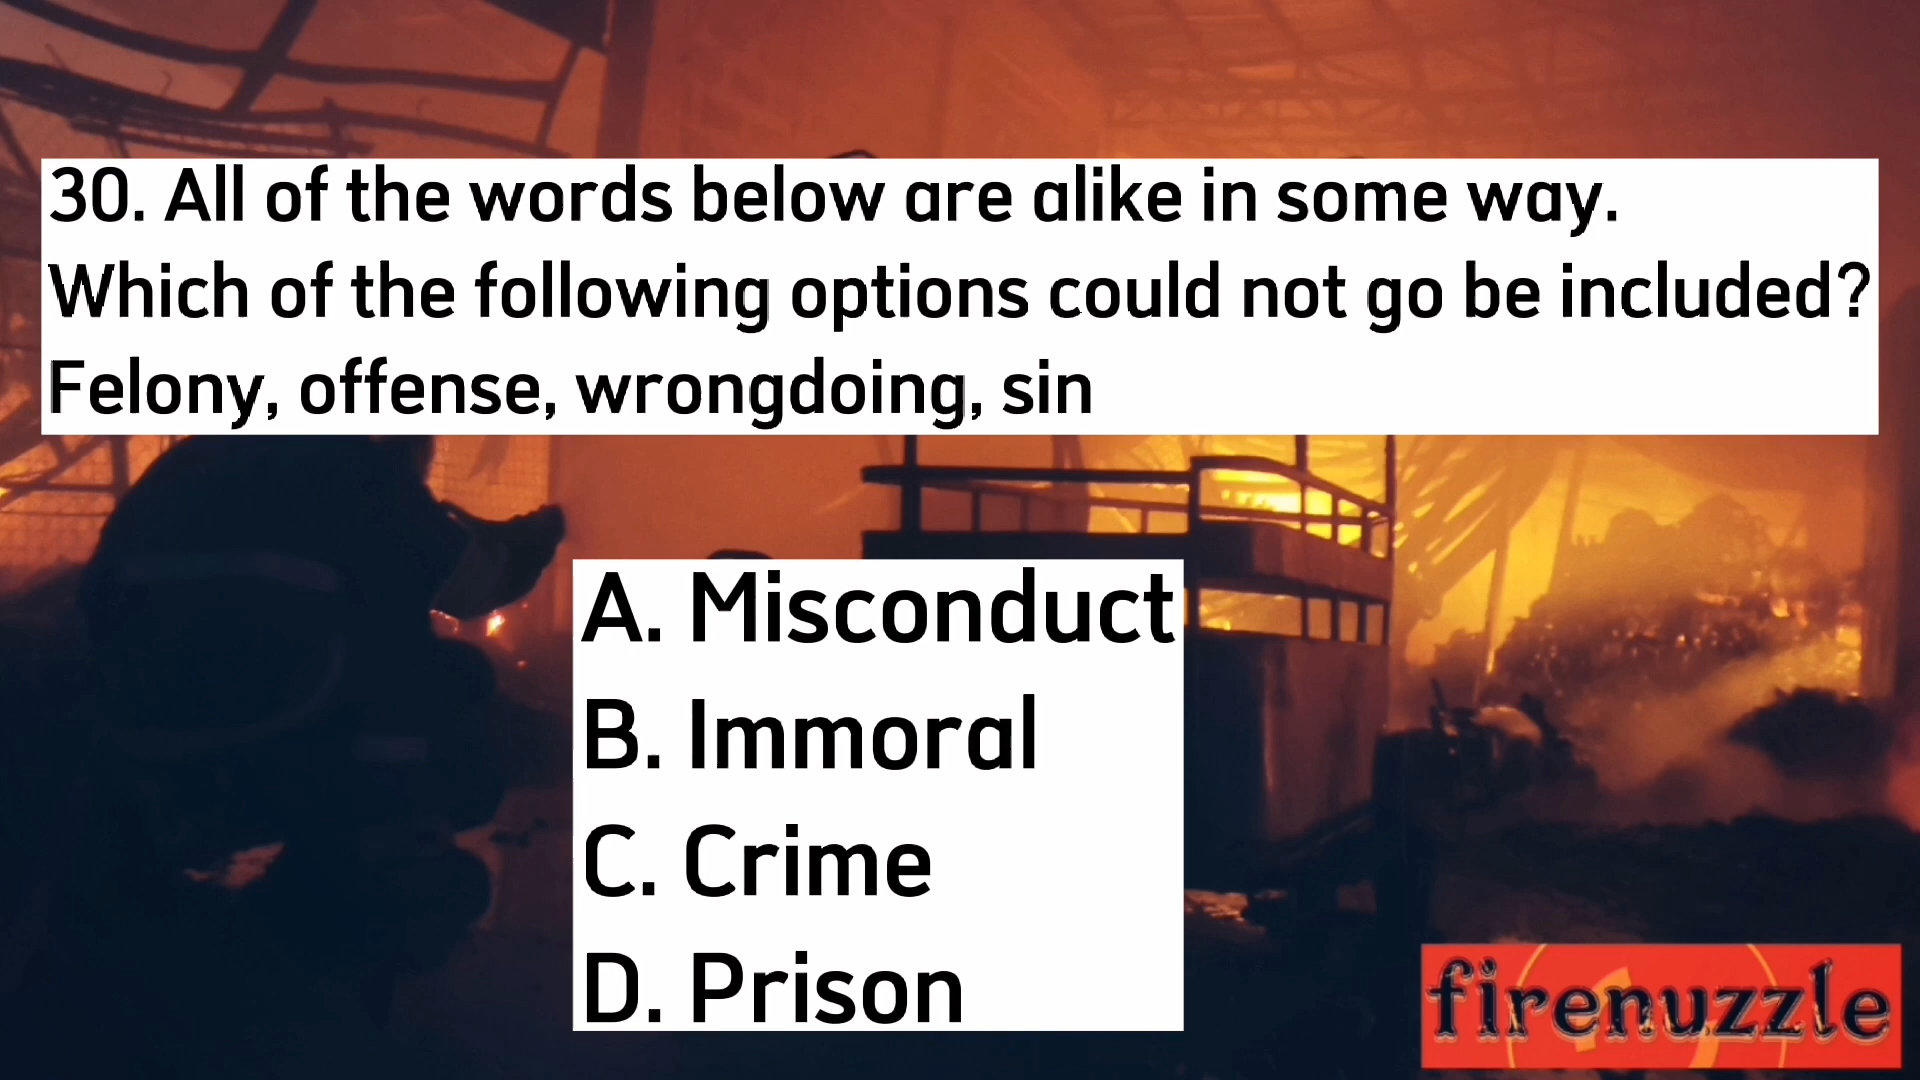 30. All of the words below are alike in some way.
Which of the following options could not go be included?
Felony, offense, wrongdoing, sin
A. Misconduct
B. Immoral
C. Crime
D. Prison
firenuzzle